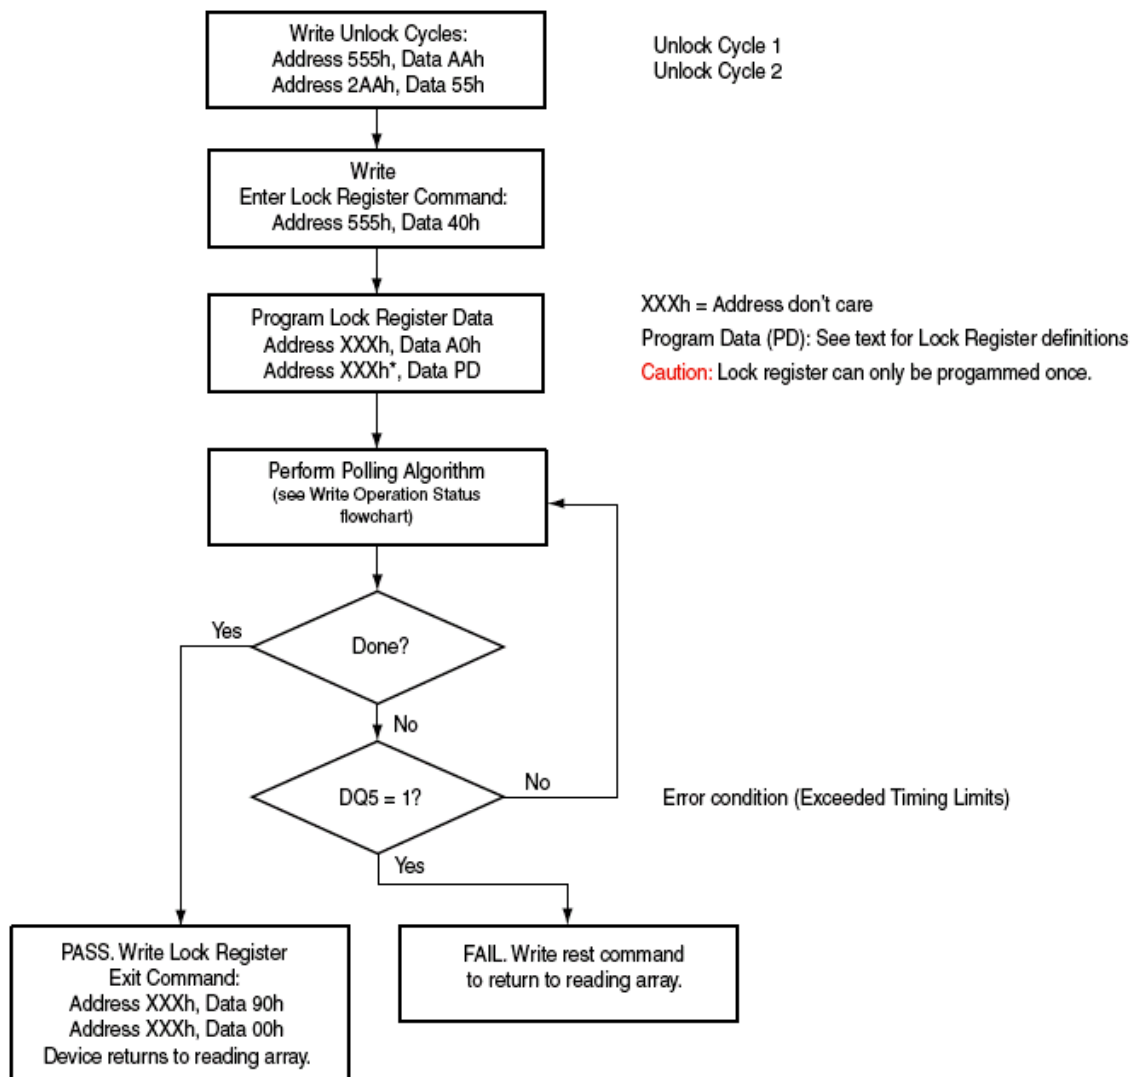 Write Unlock Cycles:
Address 555h, Data AAh
Address 2AAh, Data 55h
Unlock Cycle 1
Unlock Cycle 2
Write
Enter Lock Register Command:
Address 555h, Data 40h
Program Lock Register Data
Address XXXh, Data A0h
Address XXXh*, Data PD
XXXh = Address don't care
Program Data (PD): See text for Lock Register definitions
Caution: Lock register can only be progammed once.
Perform Polling Algorithm
(see Write Operation Status
flowchart)
Yes
Done?
No
DQ5 = 1?
No
Error condition (Exceeded Timing Limits)
Yes
PASS. Write Lock Register
Exit Command:
Address XXXh, Data 90h
Address XXXh, Data 00h
Device returns to reading array.
FAIL. Write rest command
to return to reading array.